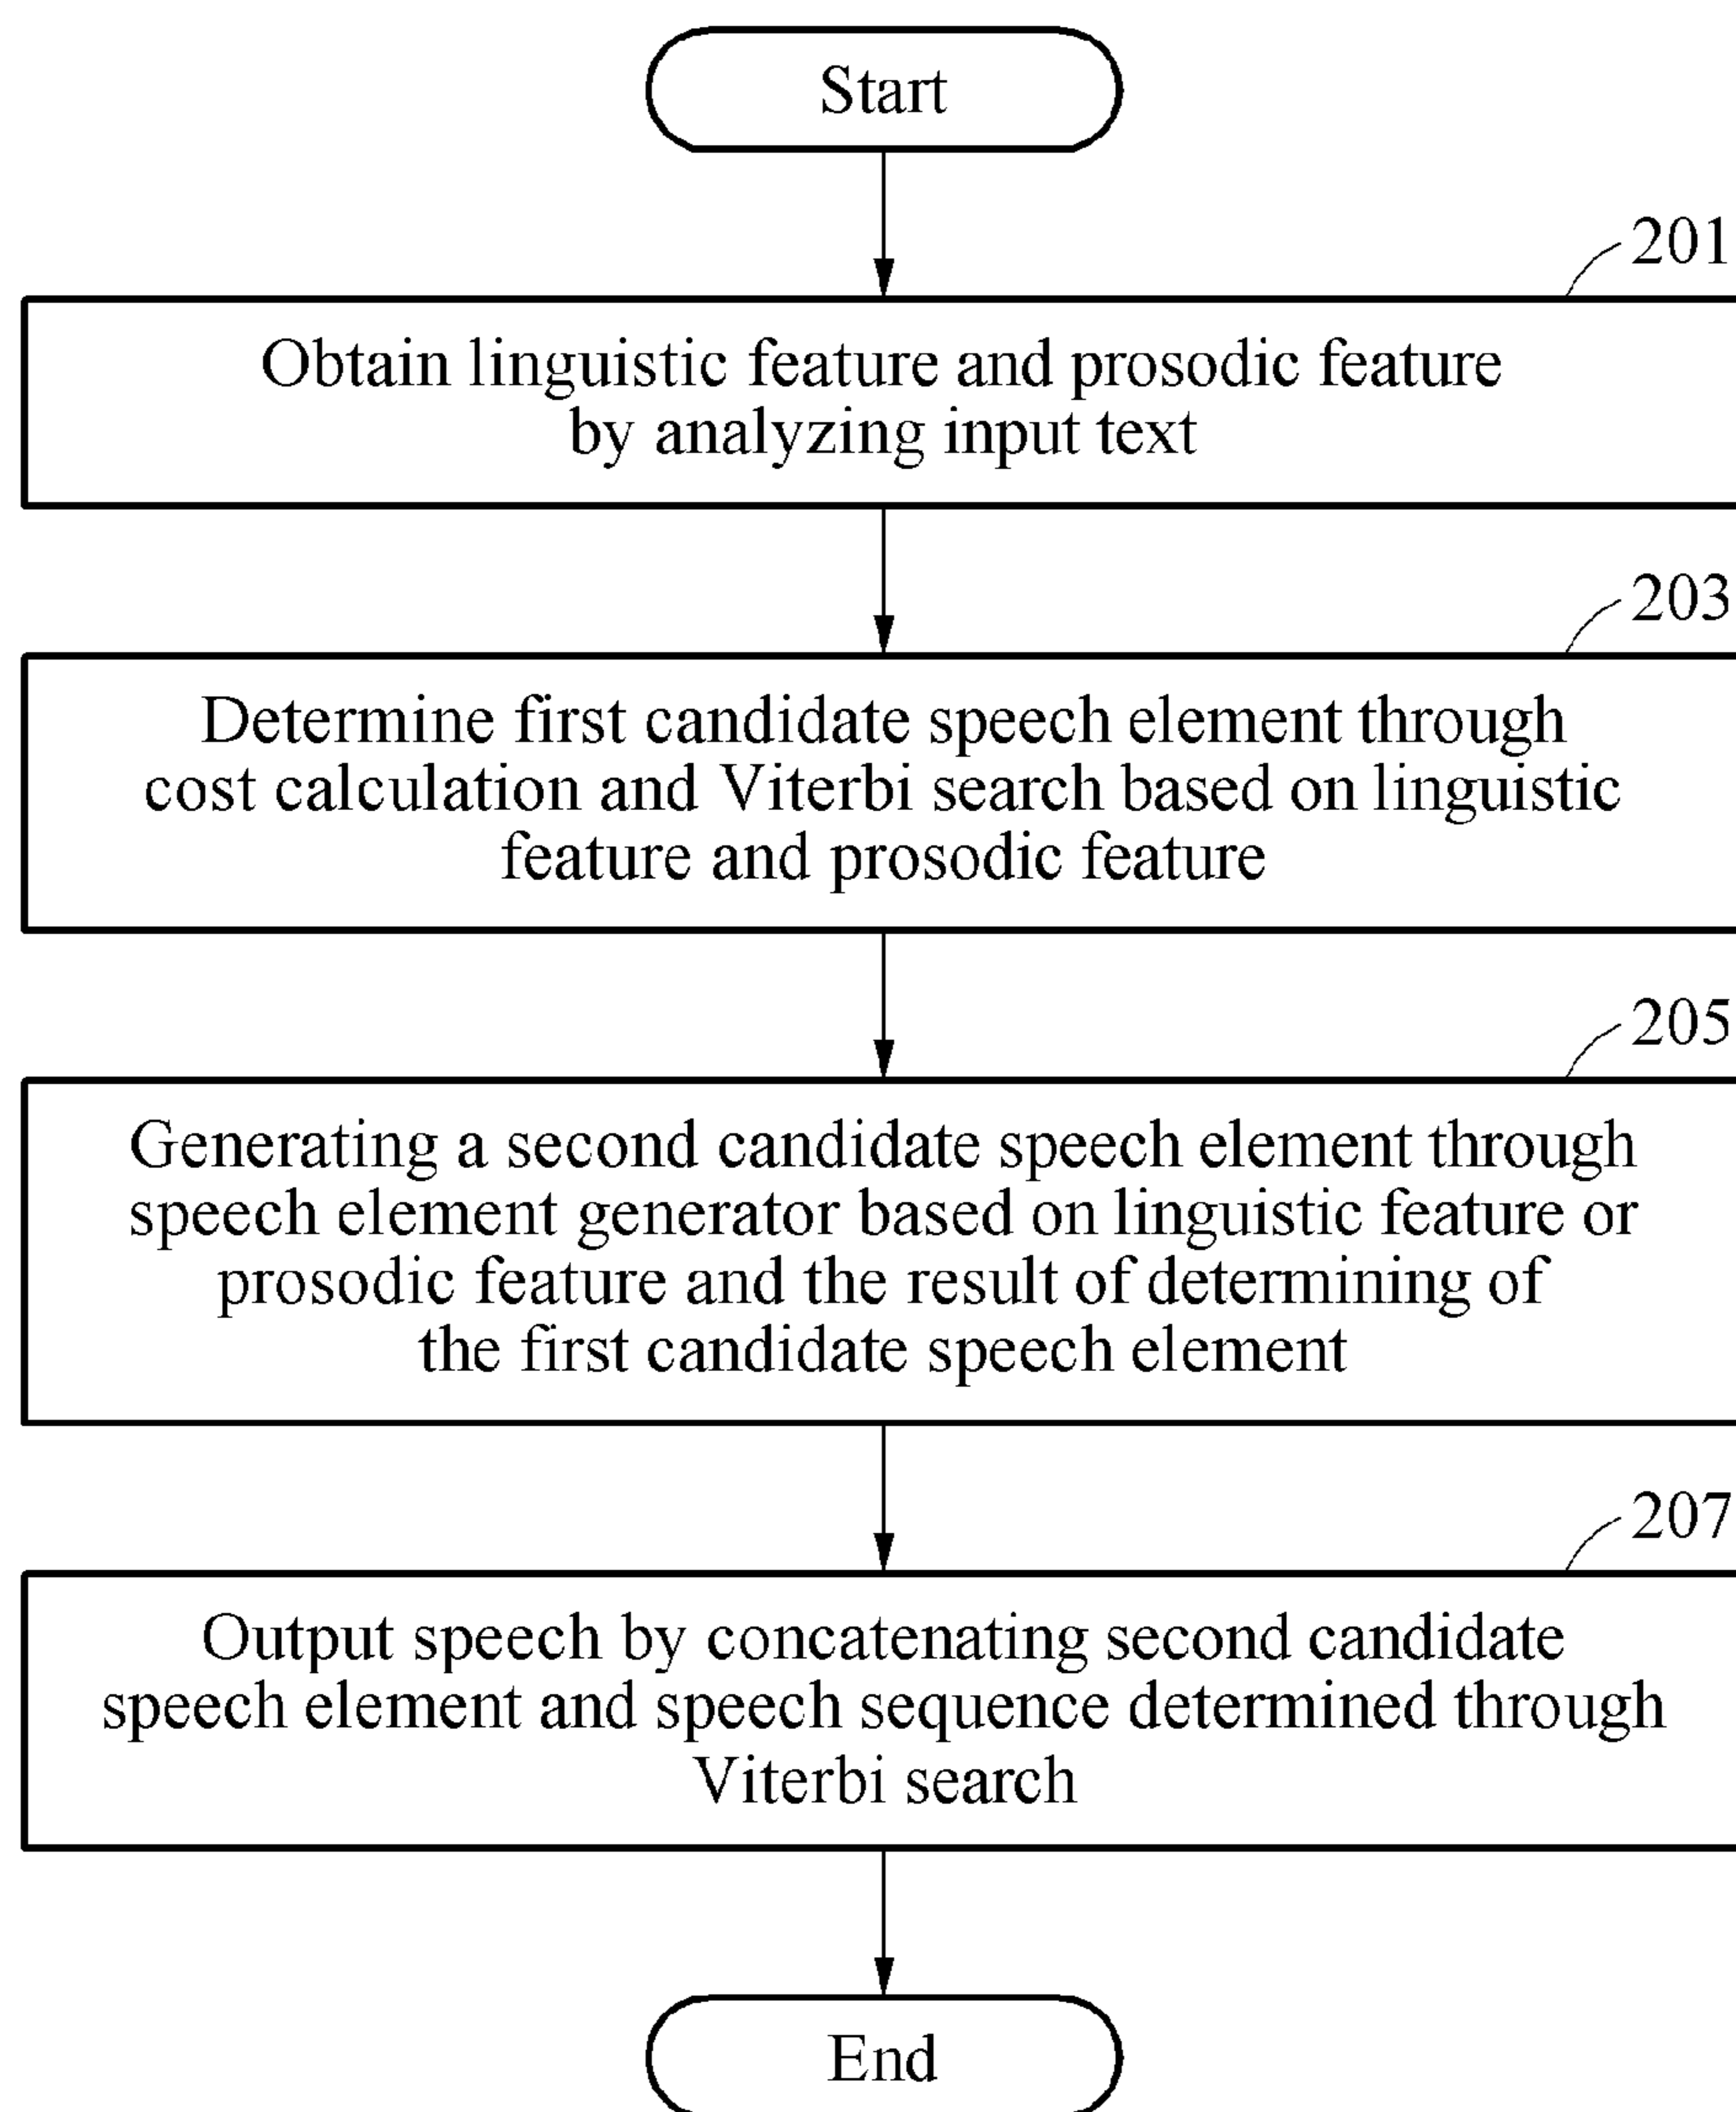 Start
201
Obtain linguistic feature and prosodic feature
by analyzing input text
203
Determine first candidate speech element through
cost calculation and Viterbi search based on linguistic
feature and prosodic feature
205
Generating a second candidate speech element through
speech element generator based on linguistic feature or
prosodic feature and the result of determining of
the first candidate speech element
207
Output speech by concatenating second candidate
speech element and speech sequence determined through
Viterbi search
End